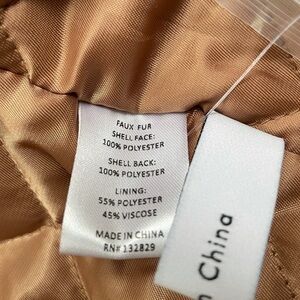 FAUX FUR
SHELL FACE:
100% POLYESTER
SHELL BACK:
100% POLYESTER
LINING:
55% POLYESTER
45% VISCOSE
MADE IN CHINA
RN# 132829
China